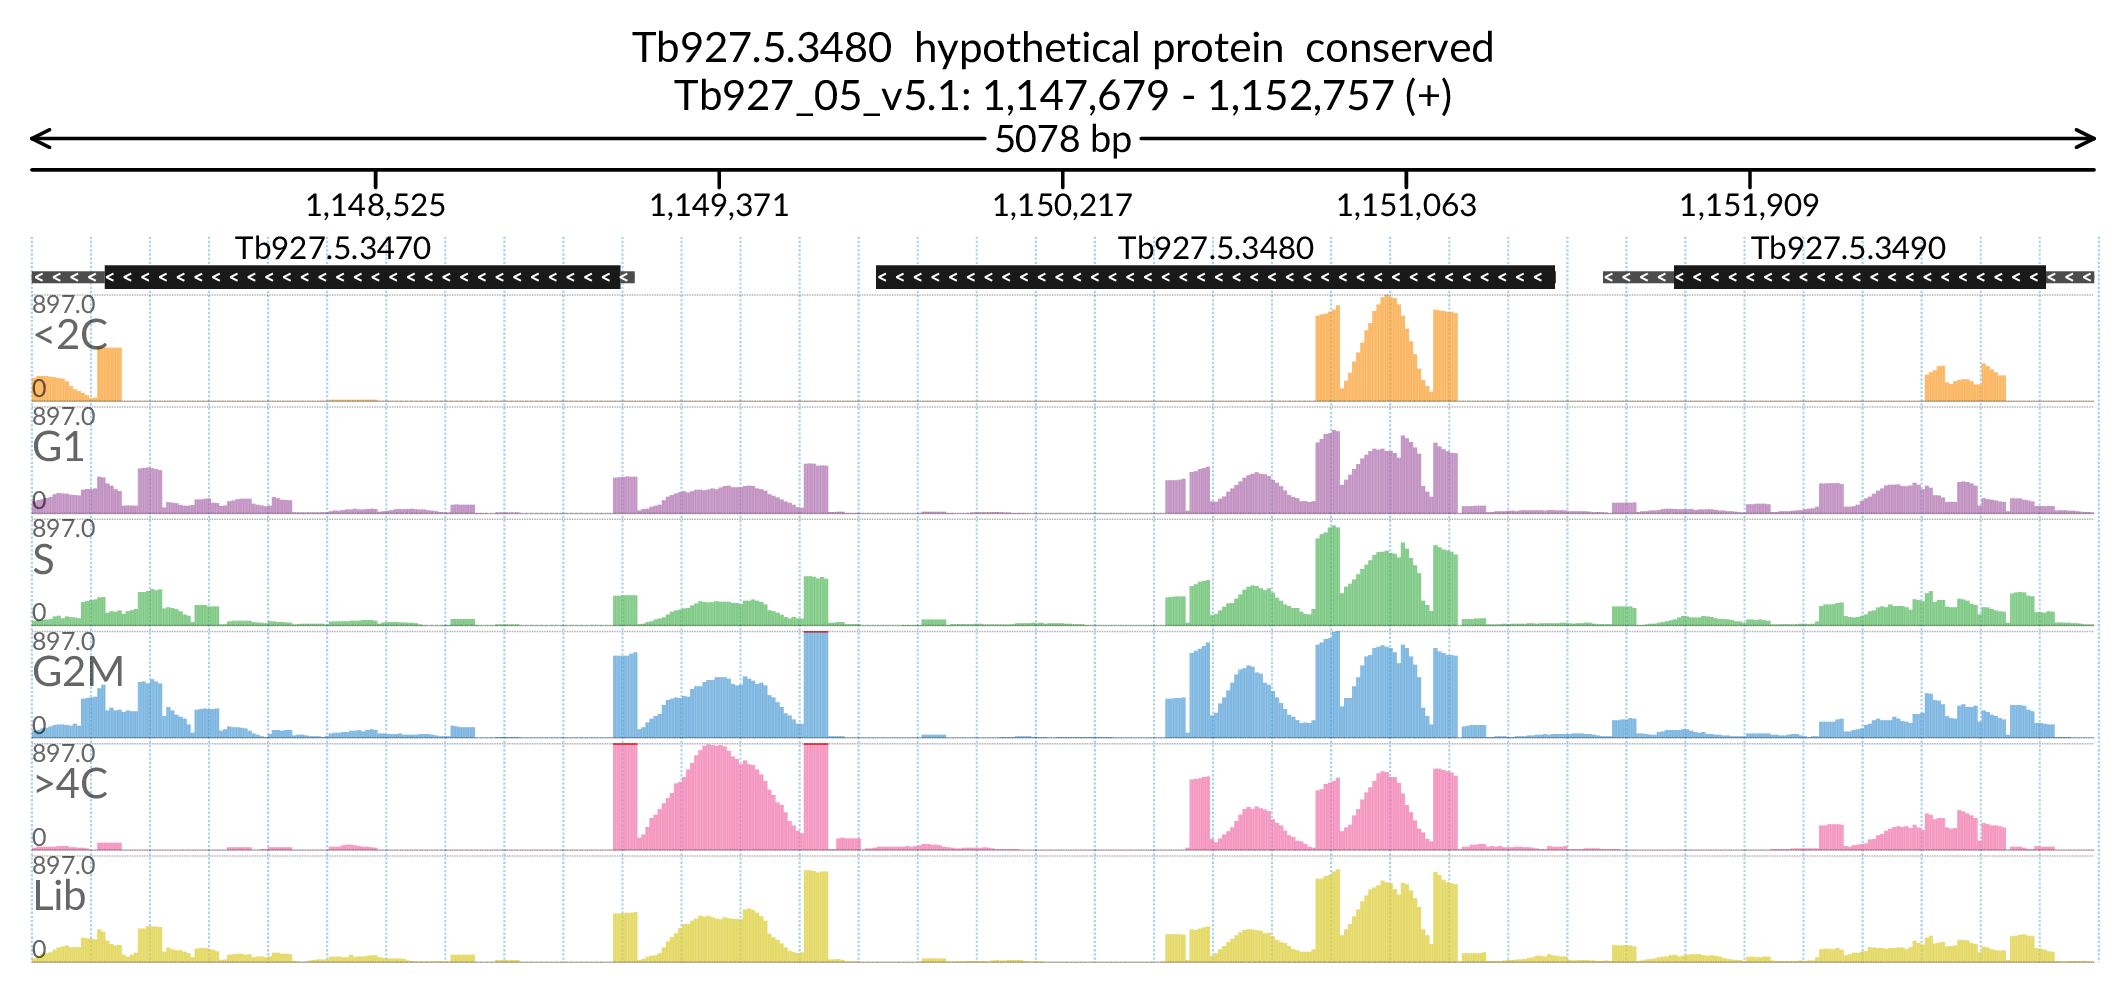 Tb927.5.3480  hypothetical protein  conserved
Tb927_05_v5.1: 1,147,679 - 1,152,757 (+)
5078 bp
1,148,525 1,149,371 1,150,217 1,151,063 1,151,909
Tb927.5.3470 Tb927.5.3480 Tb927.5.3490
897.0
<2C
0
897.0
G1
0
897.0
S
0
897.0
G2M
0
897.0
>4C
0
897.0
Lib
0